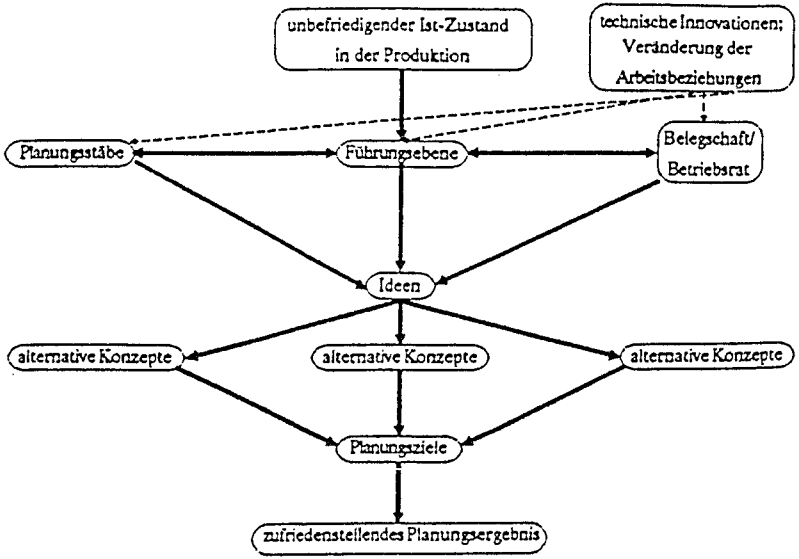 unbefriedigender Ist-Zustand
in der Produktion
technische Innovationen;
Veränderung der
Arbeitsbeziehungen
Planungsstäbe
Führungsebene
Belegschaft/
Betriebsrat
Ideen
alternative Konzepte
alternative Konzepte
alternative Konzepte
Planungsziele
zufriedenstellendes Planungsergebnis